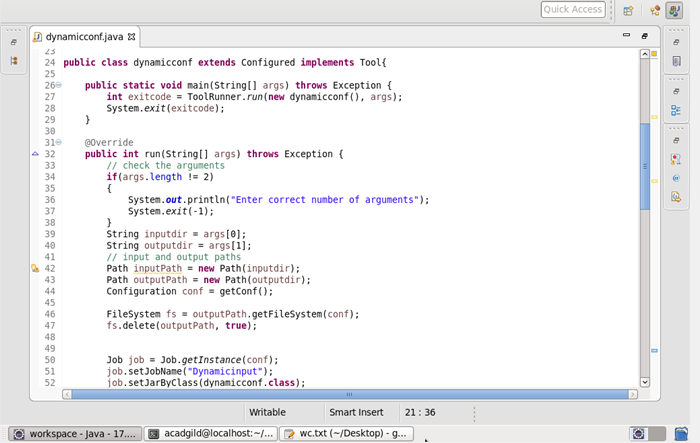 Quick Access
dynamicconf.java
23
24 public class dynamicconf extends Configured implements Tool{
25
26 public static void main(String[] args) throws Exception {
27 int exitcode = ToolRunner.run(new dynamicconf(), args);
28 System.exit(exitcode);
29 }
30
31 @Override
32 public int run(String[] args) throws Exception {
33 // check the arguments
34 if(args.length != 2)
35 {
36 System.out.println("Enter correct number of arguments");
37 System.exit(-1);
38 }
39 String inputdir = args[0];
40 String outputdir = args[1];
41 // input and output paths
42 Path inputPath = new Path(inputdir);
43 Path outputPath = new Path(outputdir);
44 Configuration conf = getConf();
45
46 FileSystem fs = outputPath.getFileSystem(conf);
47 fs.delete(outputPath, true);
48
49
50 Job job = Job.getInstance(conf);
51 job.setJobName("Dynamicinput");
52 job.setJarByClass(dynamicconf.class);
Writable Smart Insert 21 : 36
workspace - Java - 17.... acadgild@localhost:~/... wc.txt (~/Desktop) - g...